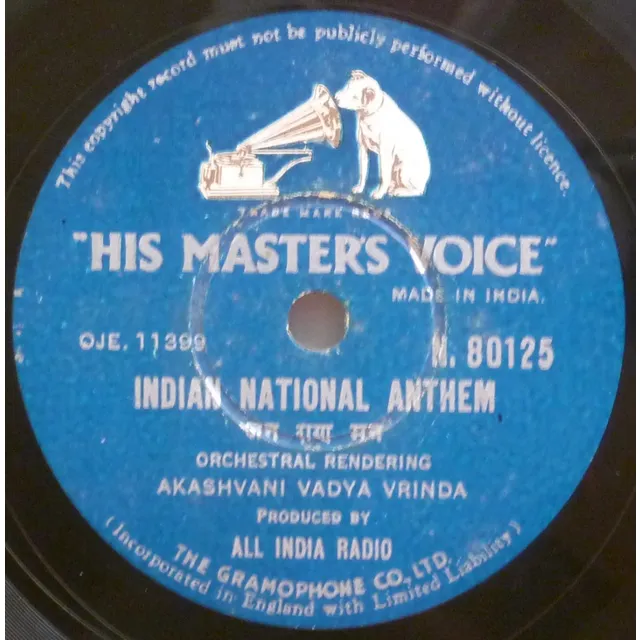 This copyright record must not be publicly performed without licence.
TRADE MARK REGD
"HIS MASTER'S VOICE"
MADE IN INDIA.
OJE. 11399
N. 80125
INDIAN NATIONAL ANTHEM
जन गण मन
ORCHESTRAL RENDERING
AKASHVANI VADYA VRINDA
PRODUCED BY
ALL INDIA RADIO
THE GRAMOPHONE CO., LTD.
(Incorporated in England with Limited Liability)